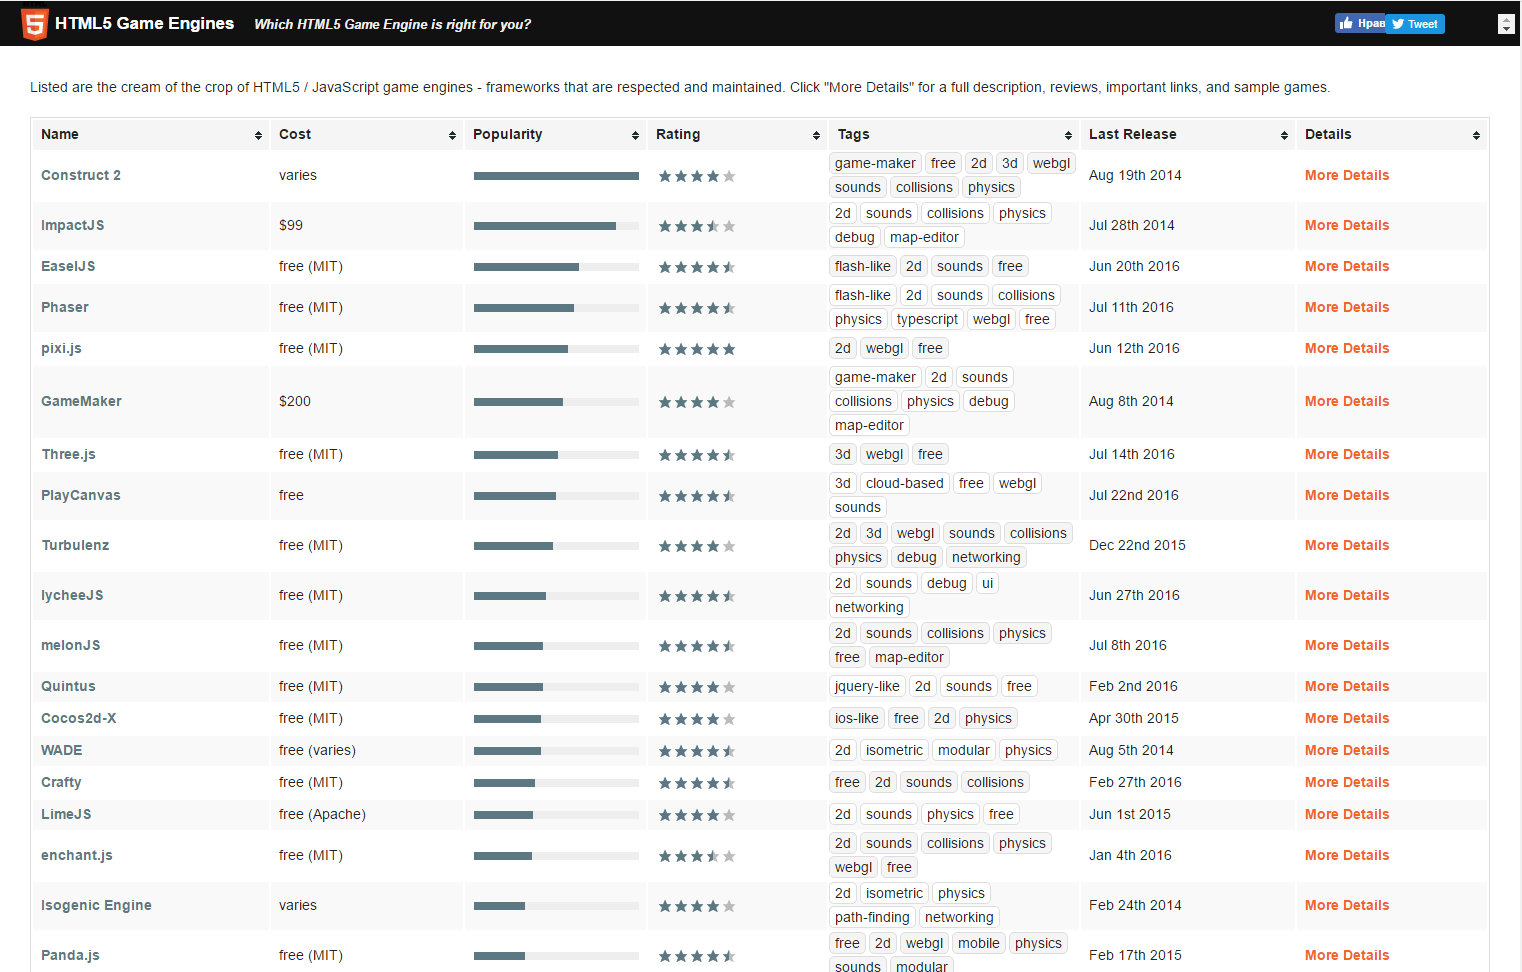 HTML
5 HTML5 Game Engines Which HTML5 Game Engine is right for you? Нрав Tweet
Listed are the cream of the crop of HTML5 / JavaScript game engines - frameworks that are respected and maintained. Click "More Details" for a full description, reviews, important links, and sample games.
Name Cost Popularity Rating Tags Last Release Details
Construct 2 varies game-maker free 2d 3d webgl Aug 19th 2014 More Details
sounds collisions physics
ImpactJS $99 2d sounds collisions physics Jul 28th 2014 More Details
debug map-editor
EaselJS free (MIT) flash-like 2d sounds free Jun 20th 2016 More Details
Phaser free (MIT) flash-like 2d sounds collisions Jul 11th 2016 More Details
physics typescript webgl free
pixi.js free (MIT) 2d webgl free Jun 12th 2016 More Details
GameMaker $200 game-maker 2d sounds Aug 8th 2014 More Details
collisions physics debug
map-editor
Three.js free (MIT) 3d webgl free Jul 14th 2016 More Details
PlayCanvas free 3d cloud-based free webgl Jul 22nd 2016 More Details
sounds
Turbulenz free (MIT) 2d 3d webgl sounds collisions Dec 22nd 2015 More Details
physics debug networking
lycheeJS free (MIT) 2d sounds debug ui Jun 27th 2016 More Details
networking
melonJS free (MIT) 2d sounds collisions physics Jul 8th 2016 More Details
free map-editor
Quintus free (MIT) jquery-like 2d sounds free Feb 2nd 2016 More Details
Cocos2d-X free (MIT) ios-like free 2d physics Apr 30th 2015 More Details
WADE free (varies) 2d isometric modular physics Aug 5th 2014 More Details
Crafty free (MIT) free 2d sounds collisions Feb 27th 2016 More Details
LimeJS free (Apache) 2d sounds physics free Jun 1st 2015 More Details
enchant.js free (MIT) 2d sounds collisions physics Jan 4th 2016 More Details
webgl free
Isogenic Engine varies 2d isometric physics Feb 24th 2014 More Details
path-finding networking
Panda.js free (MIT) free 2d webgl mobile physics Feb 17th 2015 More Details
sounds modular